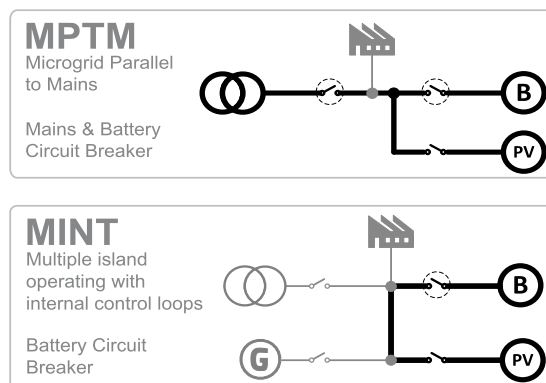 MPTM
Microgrid Parallel
to Mains
B
Mains & Battery
Circuit Breaker
PV
MINT
Multiple island
operating with
internal control loops
B
Battery Circuit
Breaker
G
PV